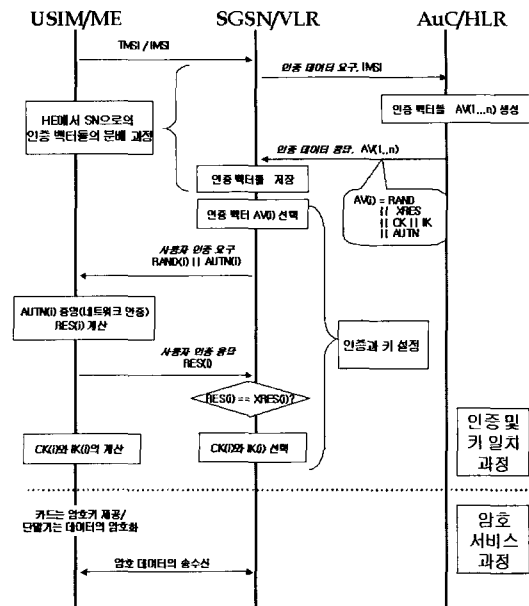 USIM/ME
SGSN/VLR
AuC/HLR
TMSI / IMSI
인증 데이터 요구, IMSI
인증 벡터들 AV(1...n) 생성
HE에서 SN으로의
인증 벡터들의 분배 과정
인증 데이터 응답, AV(1...n)
인증 벡터들 저장
AV(i) = RAND
|| XRES
|| CK || IK
|| AUTN
인증 벡터 AV(i) 선택
사용자 인증 요구
RAND(i) || AUTN(i)
AUTN(i) 증명(네트워크 인증)
RES(i) 계산
인증과 키 설정
사용자 인증 응답
RES(i)
RES(i) == XRES(i)?
CK(i)와 IK(i)의 계산
CK(i)와 IK(i) 선택
인증 및
키 일치
과정
카드는 암호키 제공/
단말기는 데이터의 암호화
암호
서비스
과정
암호 데이터의 송수신